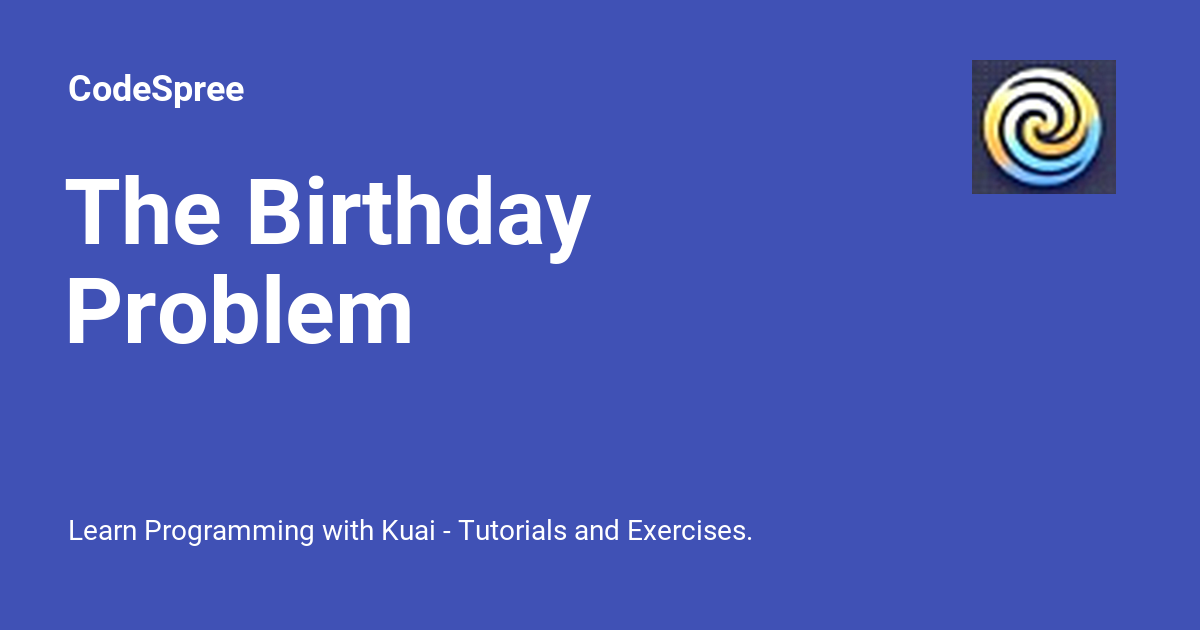 CodeSpree
The Birthday
Problem
Learn Programming with Kuai - Tutorials and Exercises.